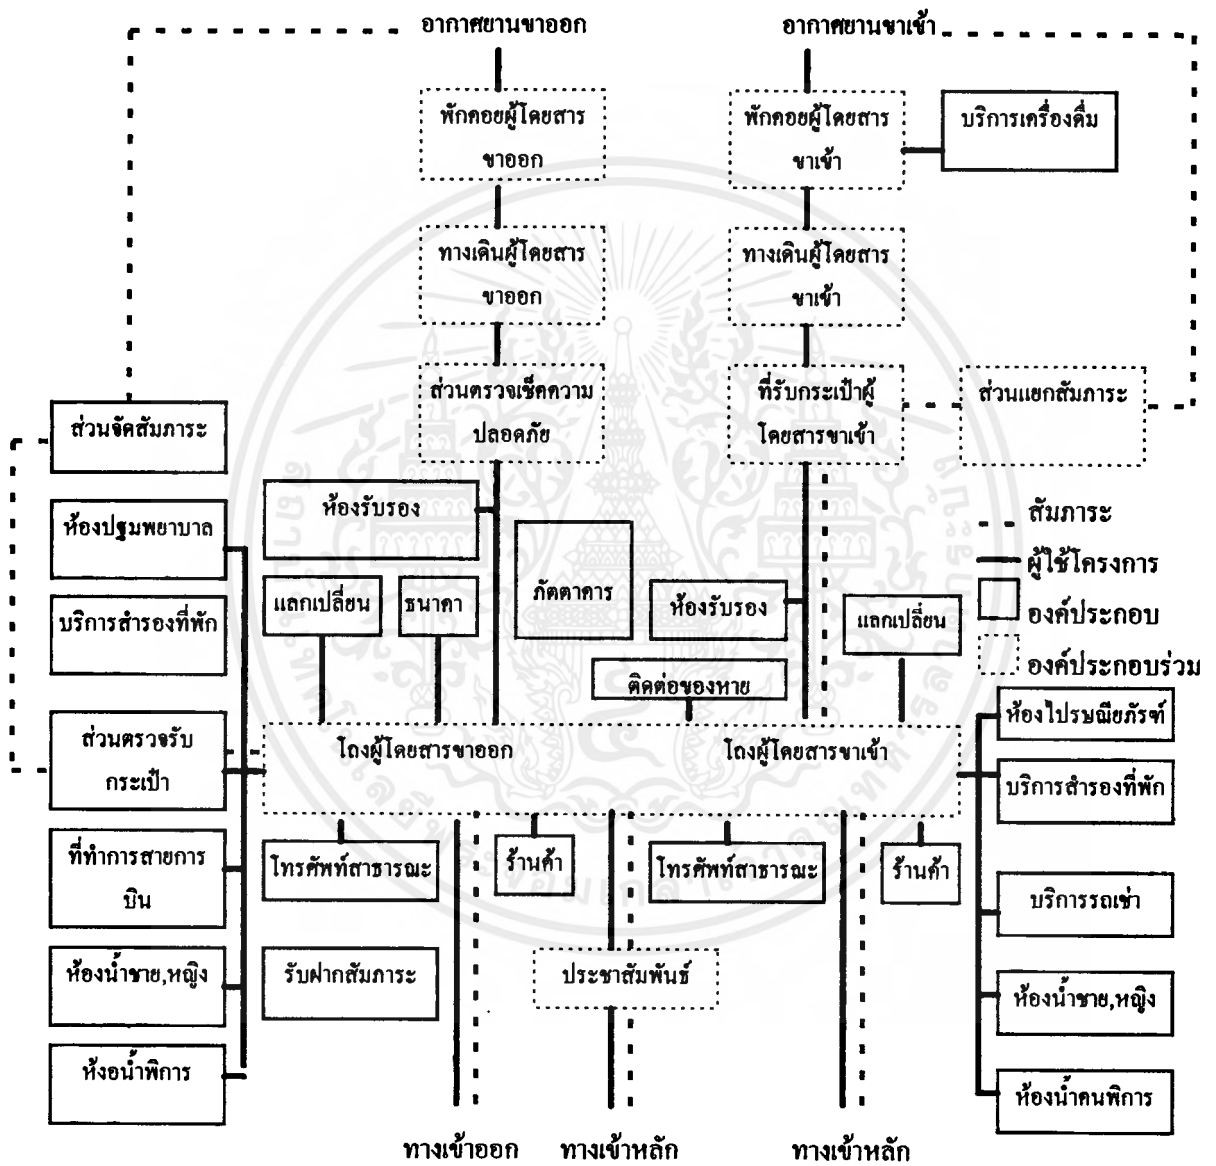 อากาศยานขาออก
อากาศยานขาเข้า
พักคอยผู้โดยสาร
ขาออก
พักคอยผู้โดยสาร
ขาเข้า
บริการเครื่องดื่ม
ทางเดินผู้โดยสาร
ขาออก
ทางเดินผู้โดยสาร
ขาเข้า
ส่วนตรวจเช็คความ
ปลอดภัย
ที่รับกระเป๋าผู้
โดยสารขาเข้า
ส่วนแยกสัมภาระ
ส่วนจัดสัมภาระ
ห้องปฐมพยาบาล
ห้องรับรอง
สัมภาระ
ผู้ใช้โครงการ
องค์ประกอบ
องค์ประกอบร่วม
บริการสำรองที่พัก
แลกเปลี่ยน
ธนาคา
ภัตตาคาร
ห้องรับรอง
แลกเปลี่ยน
ติดต่อของหาย
ส่วนตรวจรับ
กระเป๋า
โถงผู้โดยสารขาออก
โถงผู้โดยสารขาเข้า
ห้องไปรษณียภัรฑ์
บริการสำรองที่พัก
ที่ทำการสายการ
บิน
โทรศัพท์สาธารณะ
ร้านค้า
โทรศัพท์สาธารณะ
ร้านค้า
บริการรถเช่า
ห้องน้ำชาย,หญิง
รับฝากสัมภาระ
ประชาสัมพันธ์
ห้องน้ำชาย,หญิง
ห้งอน้ำพิการ
ห้องน้ำคนพิการ
ทางเข้าออก
ทางเข้าหลัก
ทางเข้าหลัก